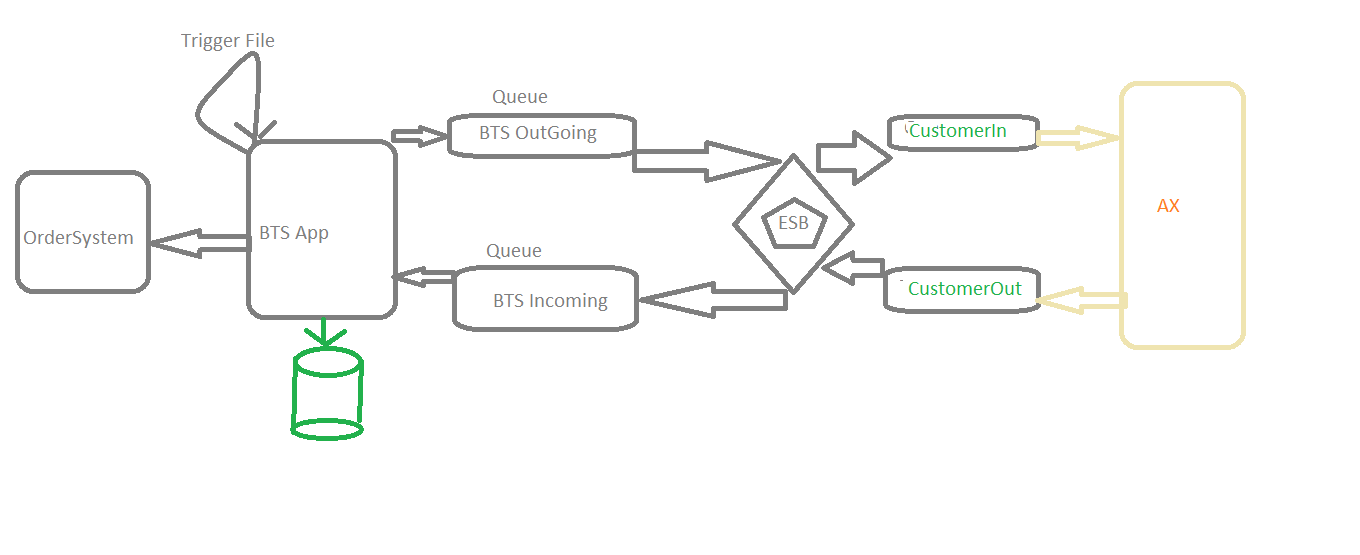 Trigger File
Queue
BTS OutGoing
CustomerIn
OrderSystem
BTS App
ESB
AX
Queue
BTS Incoming
CustomerOut